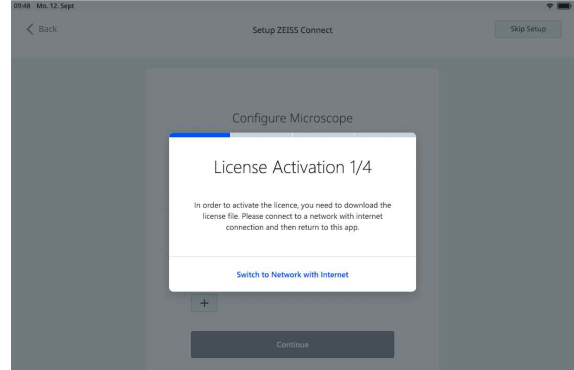 09:48 Mo. 12. Sept
Back
Setup ZEISS Connect
Skip Setup
Configure Microscope
License Activation 1/4
In order to activate the licence, you need to download the
license file. Please connect to a network with internet
connection and then return to this app.
Switch to Network with Internet
+
Continue